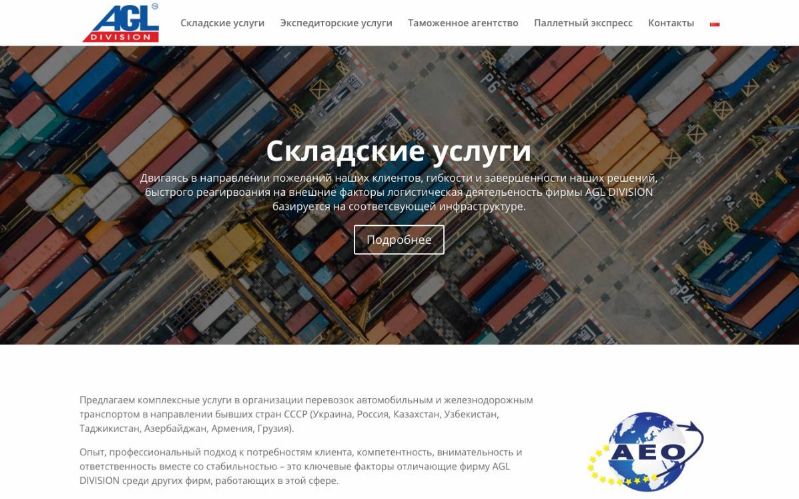 AGL
DIVISION
Складские услуги Экспедиторские услуги Таможенное агентство Паллетный экспресс Контакты
Складские услуги
Двигаясь в направлении пожеланий наших клиентов, гибкости и завершенности наших решений,
быстрого реагирвоания на внешние факторы логистическая деятельеность фирмы AGL DIVISION
базируется на соответсвующей инфраструктуре.
Подробнее
Предлагаем комплексные услуги в организации перевозок автомобильным и железнодорожным
транспортом в направлении бывших стран СССР (Украина, Россия, Казахстан, Узбекистан,
Таджикистан, Азербайджан, Армения, Грузия).
Опыт, профессиональный подход к потребностям клиента, компетентность, внимательность и
ответственность вместе со стабильностью – это ключевые факторы отличающие фирму AGL
DIVISION среди других фирм, работающих в этой сфере.
AEO